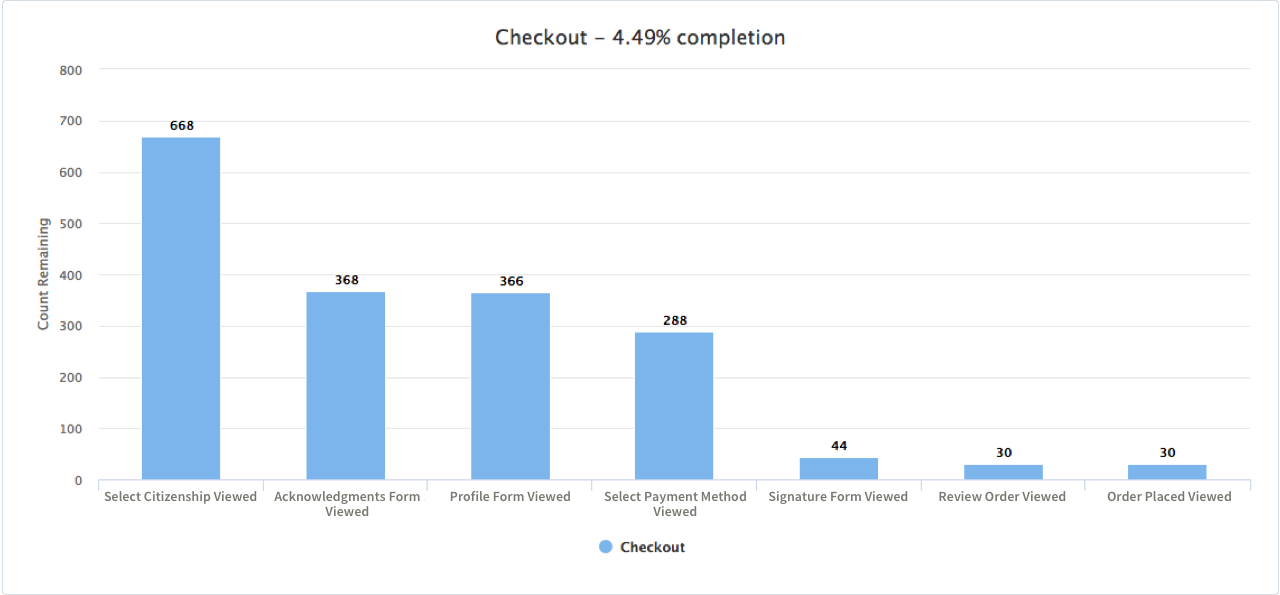 Checkout – 4.49% completion
800
700
600
500
400
300
200
100
0
Count Remaining
668
368
366
288
44
30
30
Select Citizenship Viewed
Acknowledgments Form
Viewed
Profile Form Viewed
Select Payment Method
Viewed
Signature Form Viewed
Review Order Viewed
Order Placed Viewed
Checkout